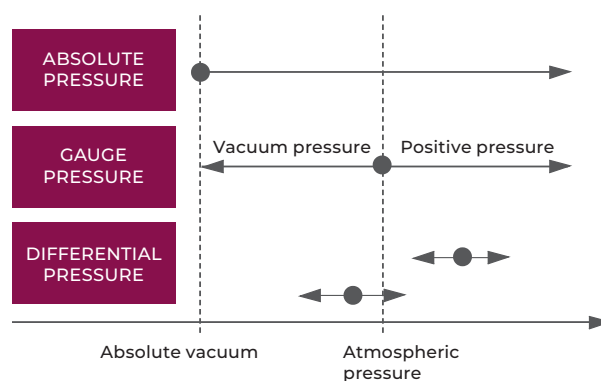 ABSOLUTE
PRESSURE
GAUGE
PRESSURE
Vacuum pressure
Positive pressure
DIFFERENTIAL
PRESSURE
Absolute vacuum
Atmospheric
pressure